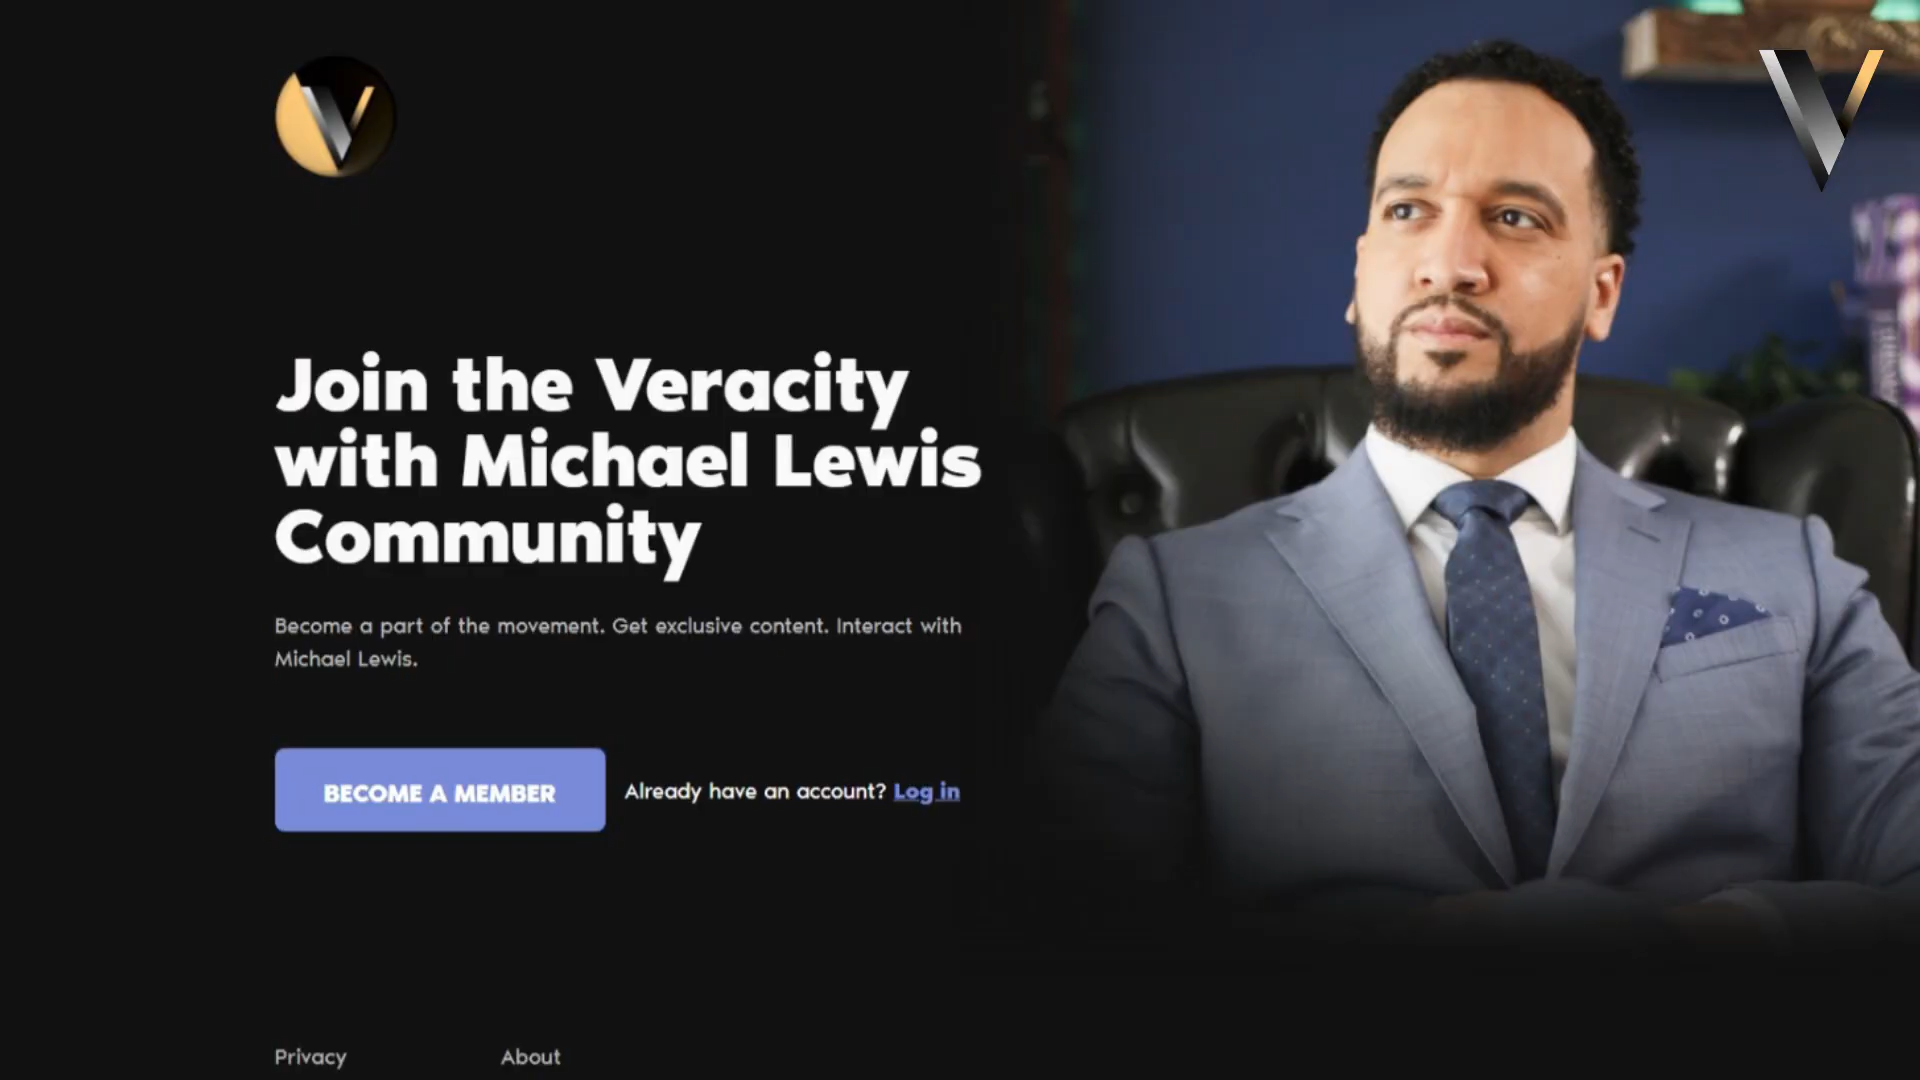 Join the Veracity
with Michael Lewis
Community
Become a part of the movement. Get exclusive content. Interact with
Michael Lewis.
BECOME A MEMBER
Already have an account? Log in
Privacy
About